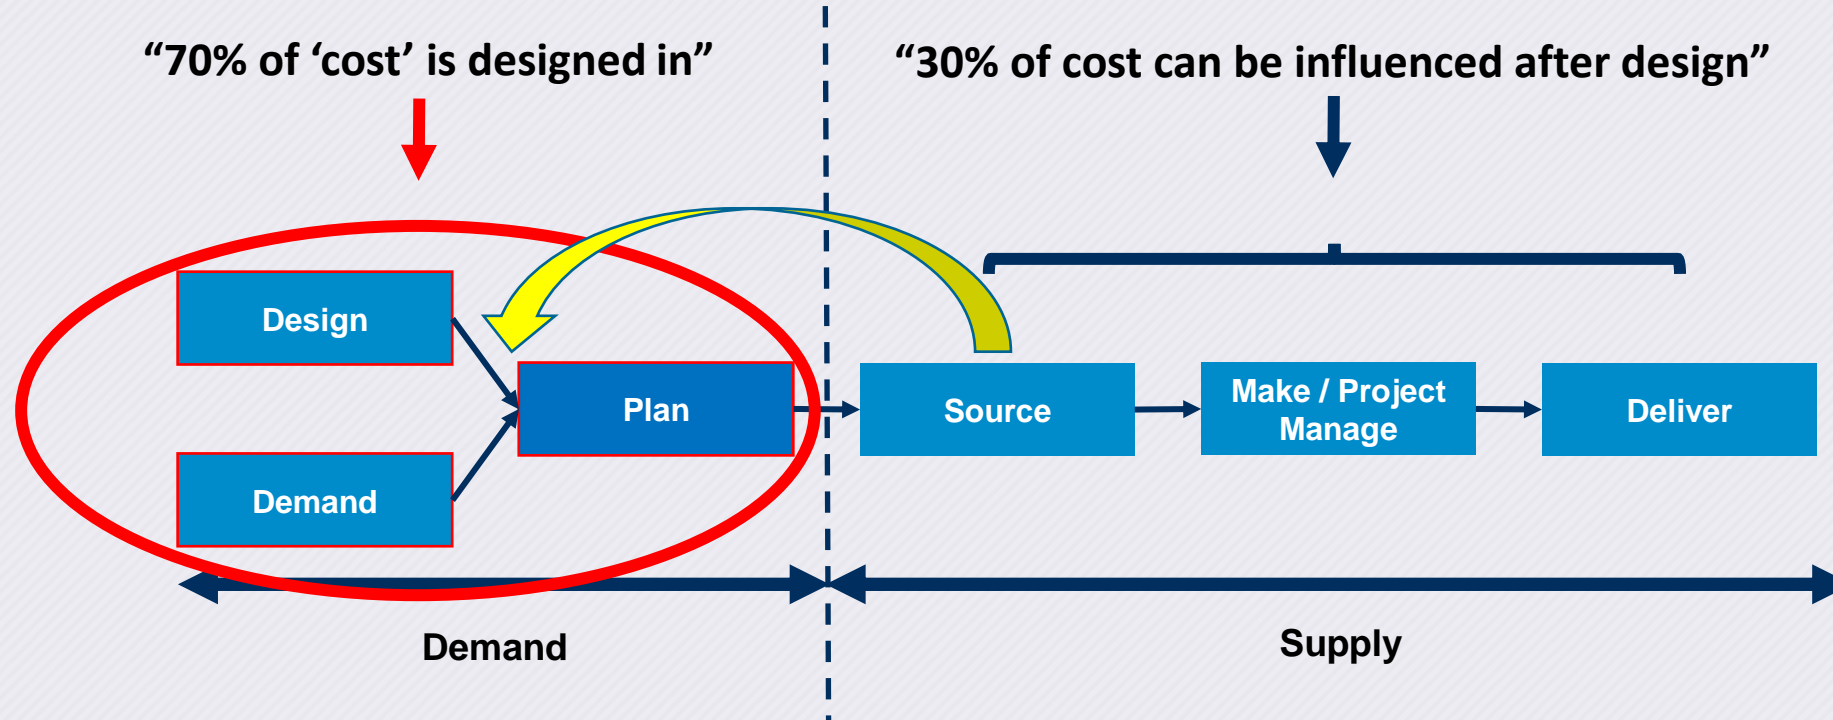 “70% of ‘cost’ is designed in”
“30% of cost can be influenced after design”
Design
Demand
Plan
Source
Make / Project
Manage
Deliver
Demand
Supply